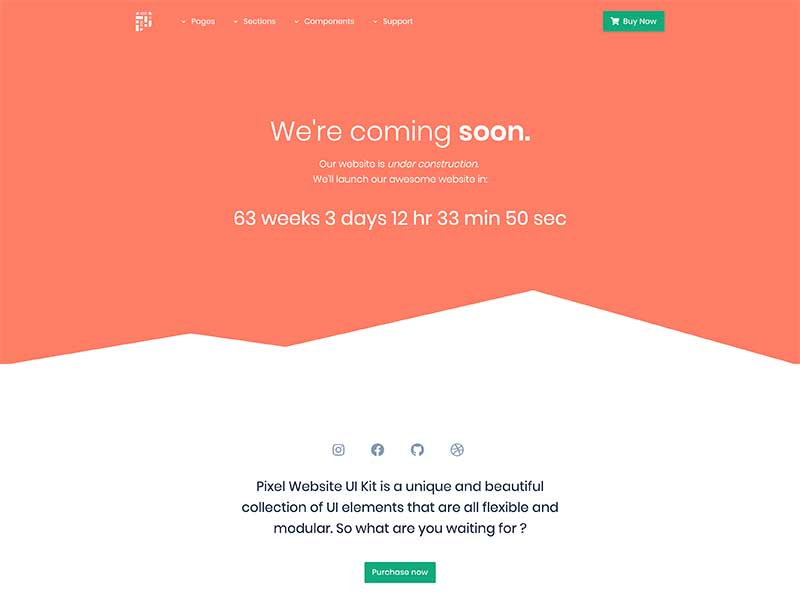 Pages
Sections
Components
Support
Buy Now
We're coming soon.
Our website is under construction.
We'll launch our awesome website in:
63 weeks 3 days 12 hr 33 min 50 sec
Pixel Website UI Kit is a unique and beautiful
collection of UI elements that are all flexible and
modular. So what are you waiting for ?
Purchase now